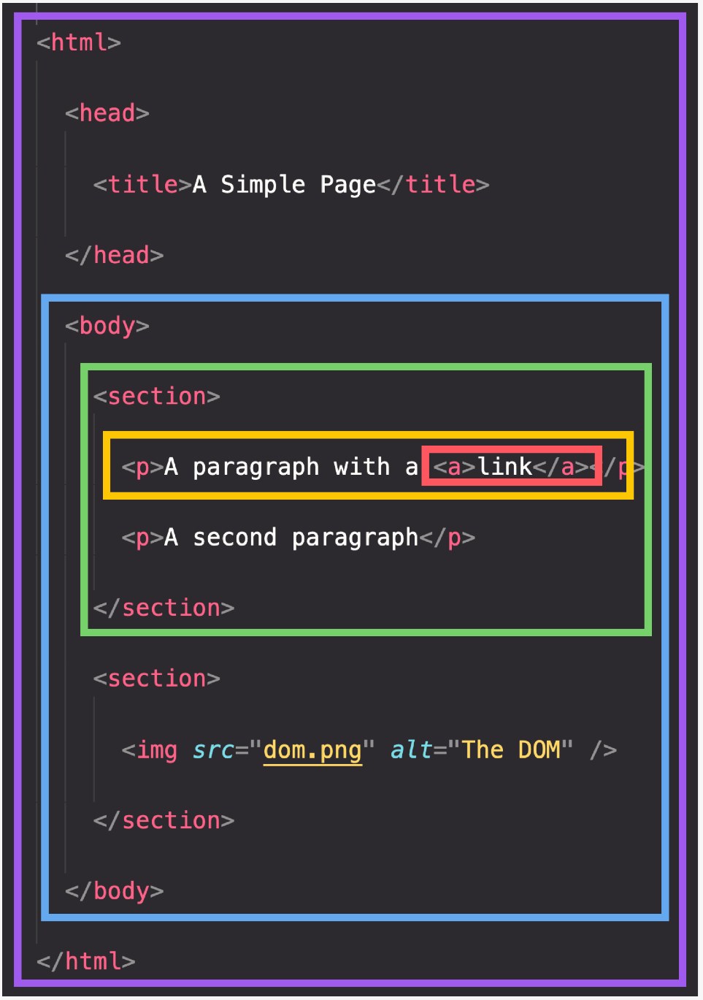 <html>
<head>
<title>A Simple Page</title>
</head>
<body>
<section>
<p>A paragraph with a <a>link</a></p>
<p>A second paragraph</p>
</section>
<section>
<img src="dom.png" alt="The DOM" />
</section>
</body>
</html>